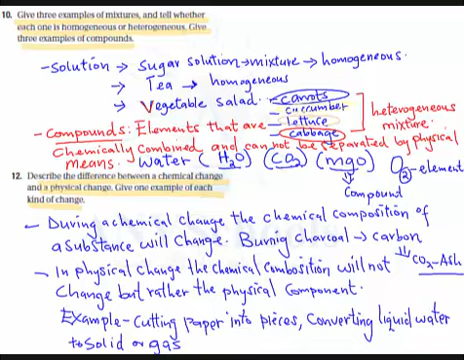 10. Give three examples of mixtures, and tell whether
each one is homogeneous or heterogeneous. Give
three examples of compounds.
-Solution → Sugar solution→mixture → homogeneous.
→ Tea → homogeneous
→ Vegetable salad. - carrots
- cuccumber
- lettuce
- cabbage
heterogeneous
mixture.
- Compounds: Elements that are
Chemically combined and can not be separated by physical
means. Water (H2O) (CO2) (mgo) O2-element
Compound
12. Describe the difference between a chemical change
and a physical change. Give one example of each
kind of change.
- During a chemical change the chemical composition of
a substance will change. Burnig charcoal → carbon
CO2-Ash
- In physical change the chemical Combosition will not
Change but rather the physical Component.
Example - Cutting paper into pieces, Converting liquid water
to solid or gas